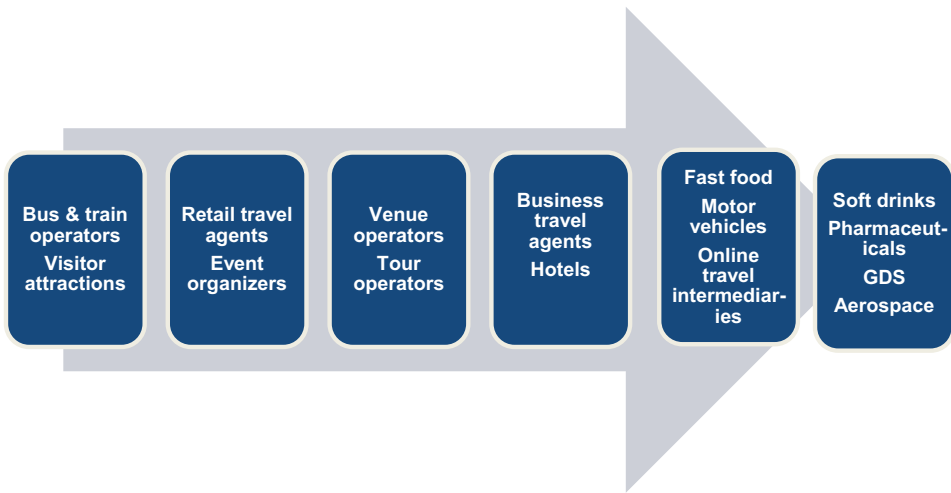 Bus & train
operators
Visitor
attractions
Retail travel
agents
Event
organizers
Venue
operators
Tour
operators
Business
travel
agents
Hotels
Fast food
Motor
vehicles
Online
travel
intermediar-
ies
Soft drinks
Pharmaceut-
icals
GDS
Aerospace